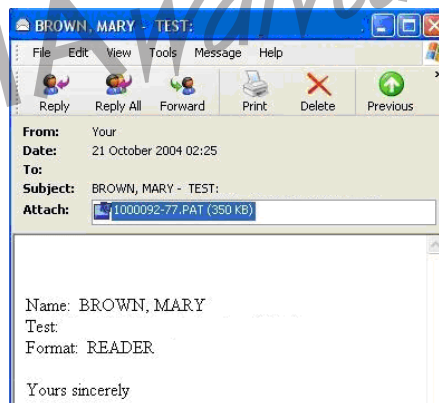 BROWN, MARY - TEST:
File Edit View Tools Message Help
Reply Reply All Forward Print Delete Previous
From: Your
Date: 21 October 2004 02:25
To:
Subject: BROWN, MARY - TEST:
Attach: 1000092-77.PAT (350 KB)
Name: BROWN, MARY
Test:
Format: READER
Yours sincerely